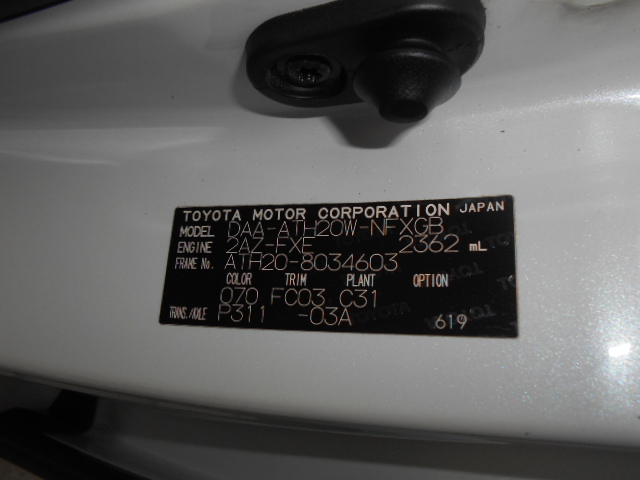 TOYOTA MOTOR CORPORATION JAPAN
MODEL DAA-ATH20W-NFXGB
ENGINE 2AZ-FXE 2362 mL
FRAME No. ATH20-8034603
COLOR TRIM PLANT OPTION
070 FC03 C31
TRANS./AXLE P311 -03A 619